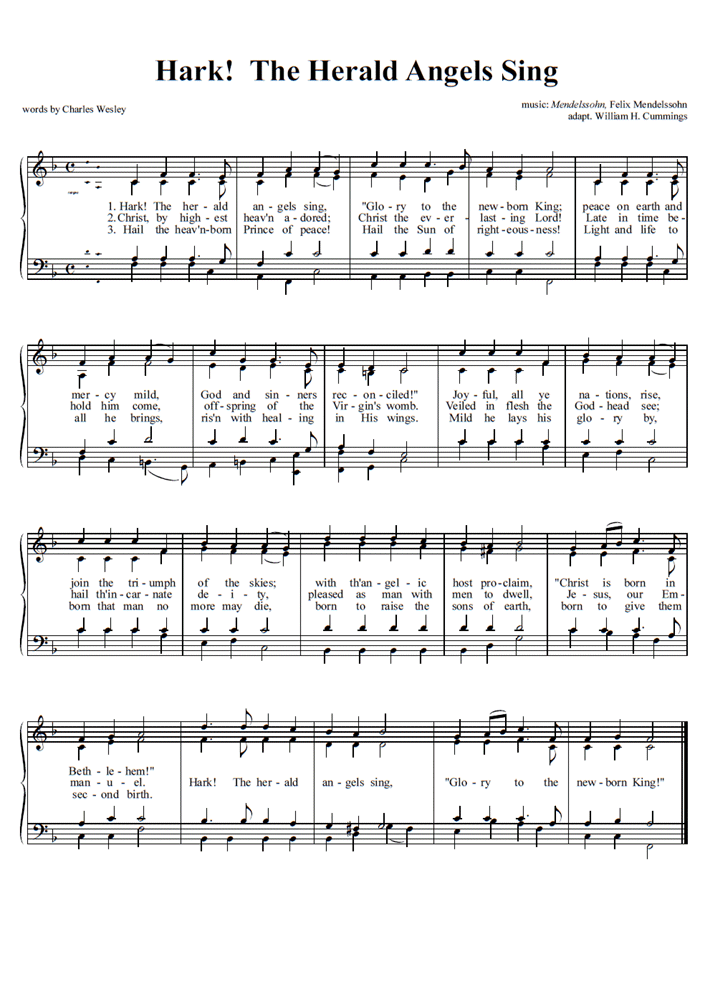 Hark!  The Herald Angels Sing
words by Charles Wesley
music: Mendelssohn, Felix Mendelssohn
adapt. William H. Cummings
1. Hark! The her - ald an - gels sing, "Glo - ry to the new - born King; peace on earth and
2. Christ, by high - est heav'n a - dored; Christ the ev - er - last - ing Lord! Late in time be -
3. Hail the heav'n-born Prince of peace! Hail the Sun of right - eous - ness! Light and life to
mer - cy mild, God and sin - ners rec - on - ciled!" Joy - ful, all ye na - tions, rise,
hold him come, off - spring of the Vir - gin's womb. Veiled in flesh the God - head see;
all he brings, ris'n with heal - ing in His wings. Mild he lays his glo - ry by,
join the tri - umph of the skies; with th'an - gel - ic host pro - claim, "Christ is born in
hail th'in - car - nate de - i - ty, pleased as man with men to dwell, Je - sus, our Em -
born that man no more may die, born to raise the sons of earth, born to give them
Beth - le - hem!" Hark! The her - ald an - gels sing, "Glo - ry to the new - born King!"
man - u - el.
sec - ond birth.